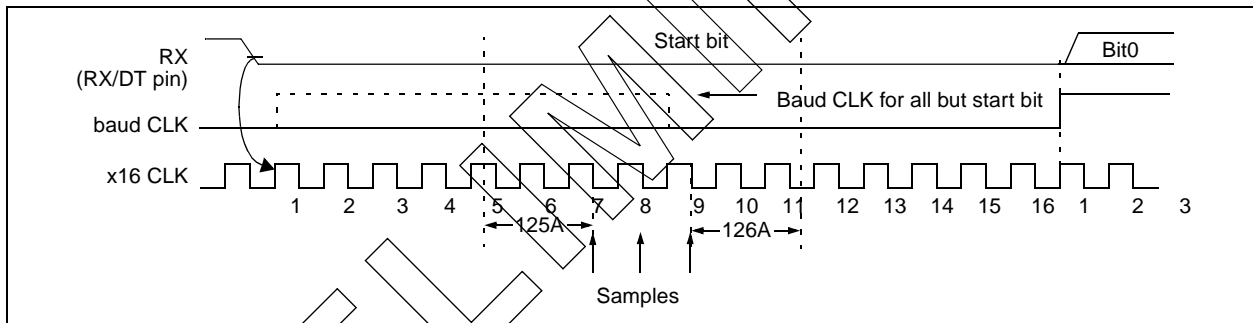 Start bit
RX
(RX/DT pin)
Bit0
Baud CLK for all but start bit
baud CLK
x16 CLK
1 2 3 4 5 6 7 8 9 10 11 12 13 14 15 16 1 2 3
125A 126A
Samples